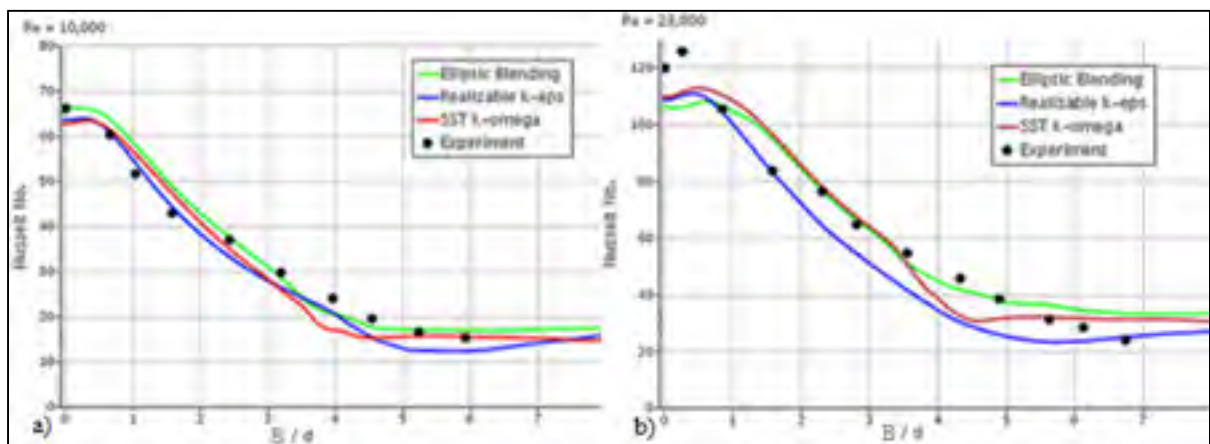 Re = 10,000
80
70
60
50
40
30
20
10
0
0 1 2 3 4 5 6 7
Nusselt No.
Elliptic Blending
Realizable k-eps
SST k-omega
Experiment
a)
/ d
Re = 23,000
120
100
80
60
40
20
0
0 1 2 3 4 5 6 7
Nusselt No.
Elliptic Blending
Realizable k-eps
SST k-omega
Experiment
b)
/ d